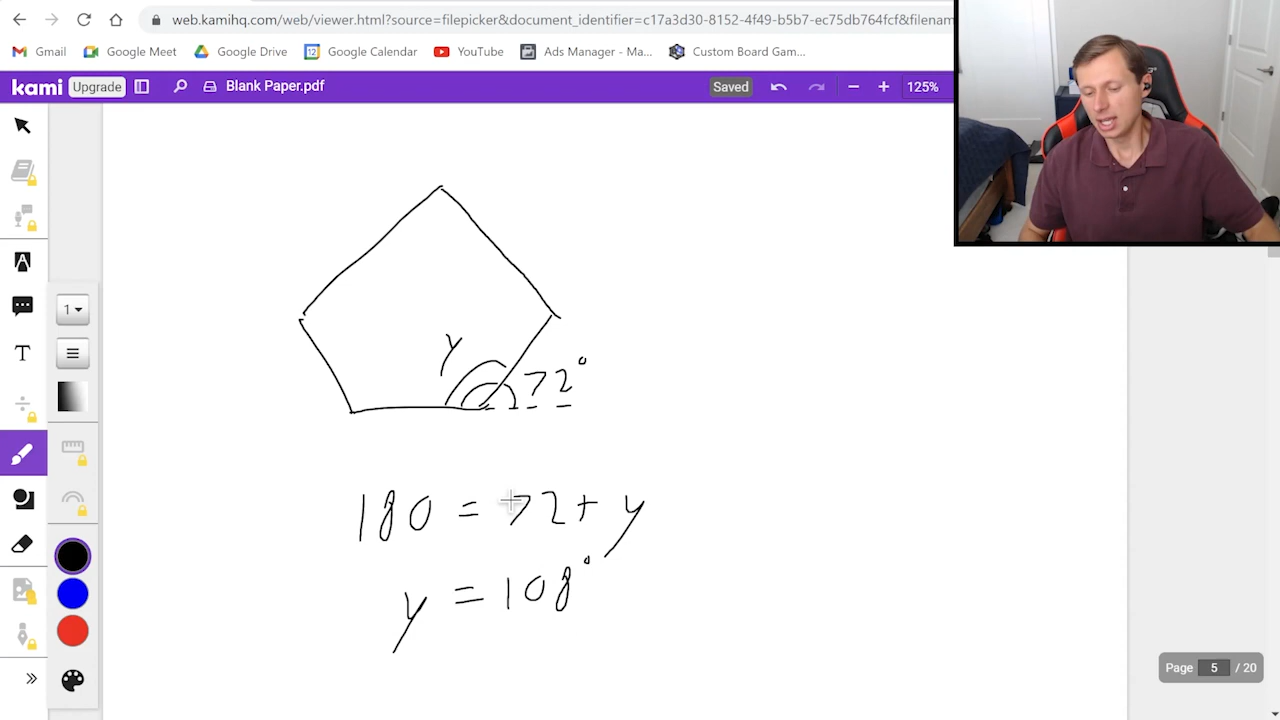 web.kamihq.com/web/viewer.html?source=filepicker&document_identifier=c17a3d30-8152-4f49-b5b7-ec75db764fcf&filenam
Gmail
Google Meet
Google Drive
31
Google Calendar
YouTube
Ads Manager - Ma...
Custom Board Gam...
kami
Upgrade
Blank Paper.pdf
Saved
125%
A
T
1
y
72°
180 = 72 + y
y = 108°
Page 5 / 20